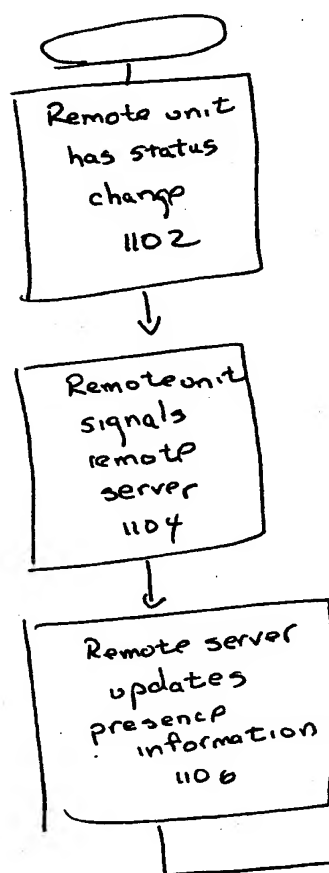 Remote unit
has status
change
1102
Remote unit
signals
remote
server
1104
Remote server
updates
presence
information
1106